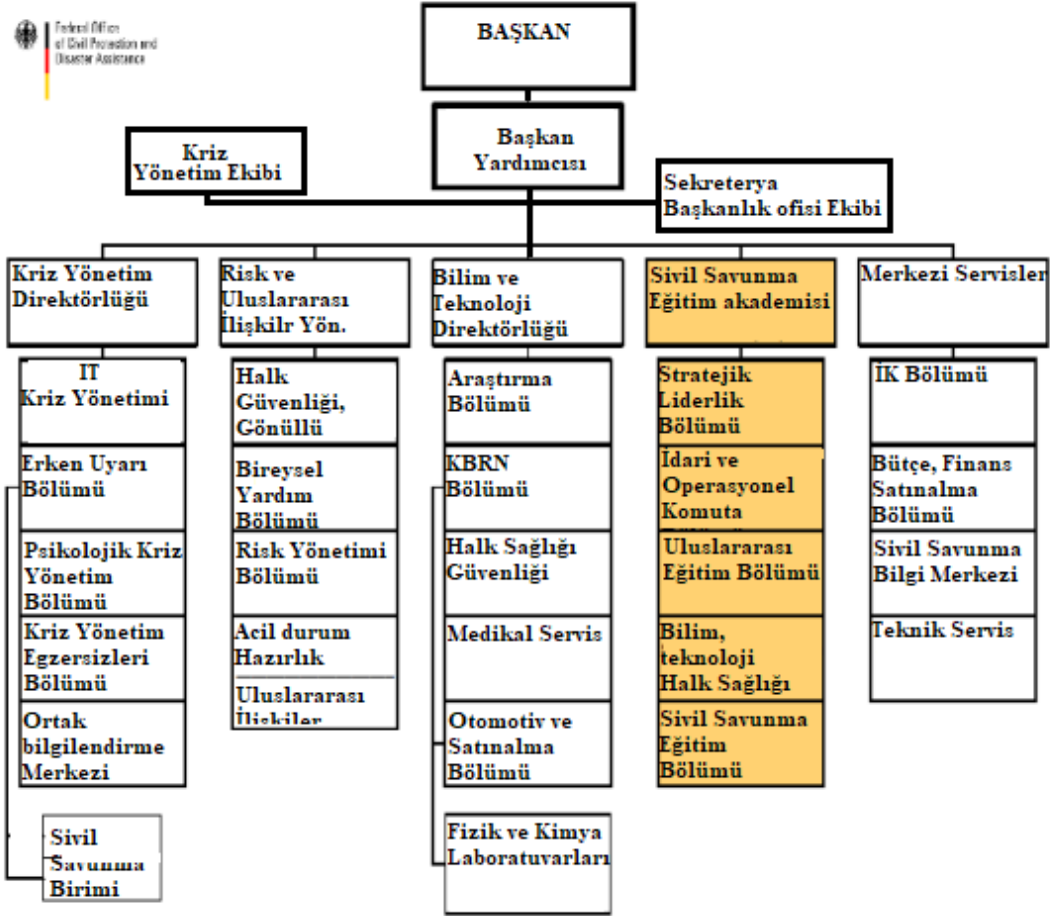 Federal Office
of Civil Protection and
Disaster Assistance
BAŞKAN
Başkan
Yardımcısı
Kriz
Yönetim Ekibi
Sekreterya
Başkanlık ofisi Ekibi
Kriz Yönetim
Direktörlüğü
Risk ve
Uluslararası
İlişkilr Yön.
Bilim ve
Teknoloji
Direktörlüğü
Sivil Savunma
Eğitim akademisi
Merkezi Servisler
IT
Kriz Yönetimi
Erken Uyarı
Bölümü
Psikolojik Kriz
Yönetim
Bölümü
Kriz Yönetim
Egzersizleri
Bölümü
Ortak
bilgilendirme
Merkezi
Sivil
Savunma
Birimi
Halk
Güvenliği,
Gönüllü
Bireysel
Yardım
Bölümü
Risk Yönetimi
Bölümü
Acil durum
Hazırlık
Uluslararası
İlişkiler
Araştırma
Bölümü
KBRN
Bölümü
Halk Sağlığı
Güvenliği
Medikal Servis
Otomotiv ve
Satınalma
Bölümü
Fizik ve Kimya
Laboratuvarları
Stratejik
Liderlik
Bölümü
İdari ve
Operasyonel
Komuta
Uluslararası
Eğitim Bölümü
Bilim,
teknoloji
Halk Sağlığı
Sivil Savunma
Eğitim
Bölümü
İK Bölümü
Bütçe, Finans
Satınalma
Bölümü
Sivil Savunma
Bilgi Merkezi
Teknik Servis